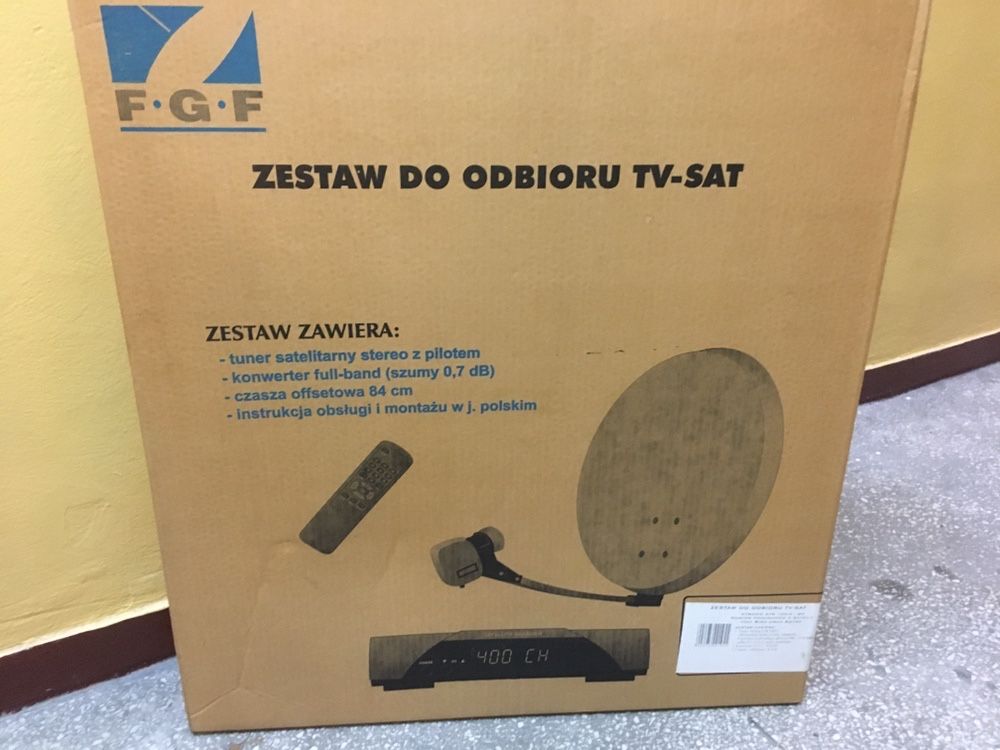 F·G·F
ZESTAW DO ODBIORU TV-SAT
ZESTAW ZAWIERA:
- tuner satelitarny stereo z pilotem
- konwerter full-band (szumy 0,7 dB)
- czasza offsetowa 84 cm
- instrukcja obsługi i montażu w j. polskim
400 CH
ZESTAW DO ODBIORU TV-SAT